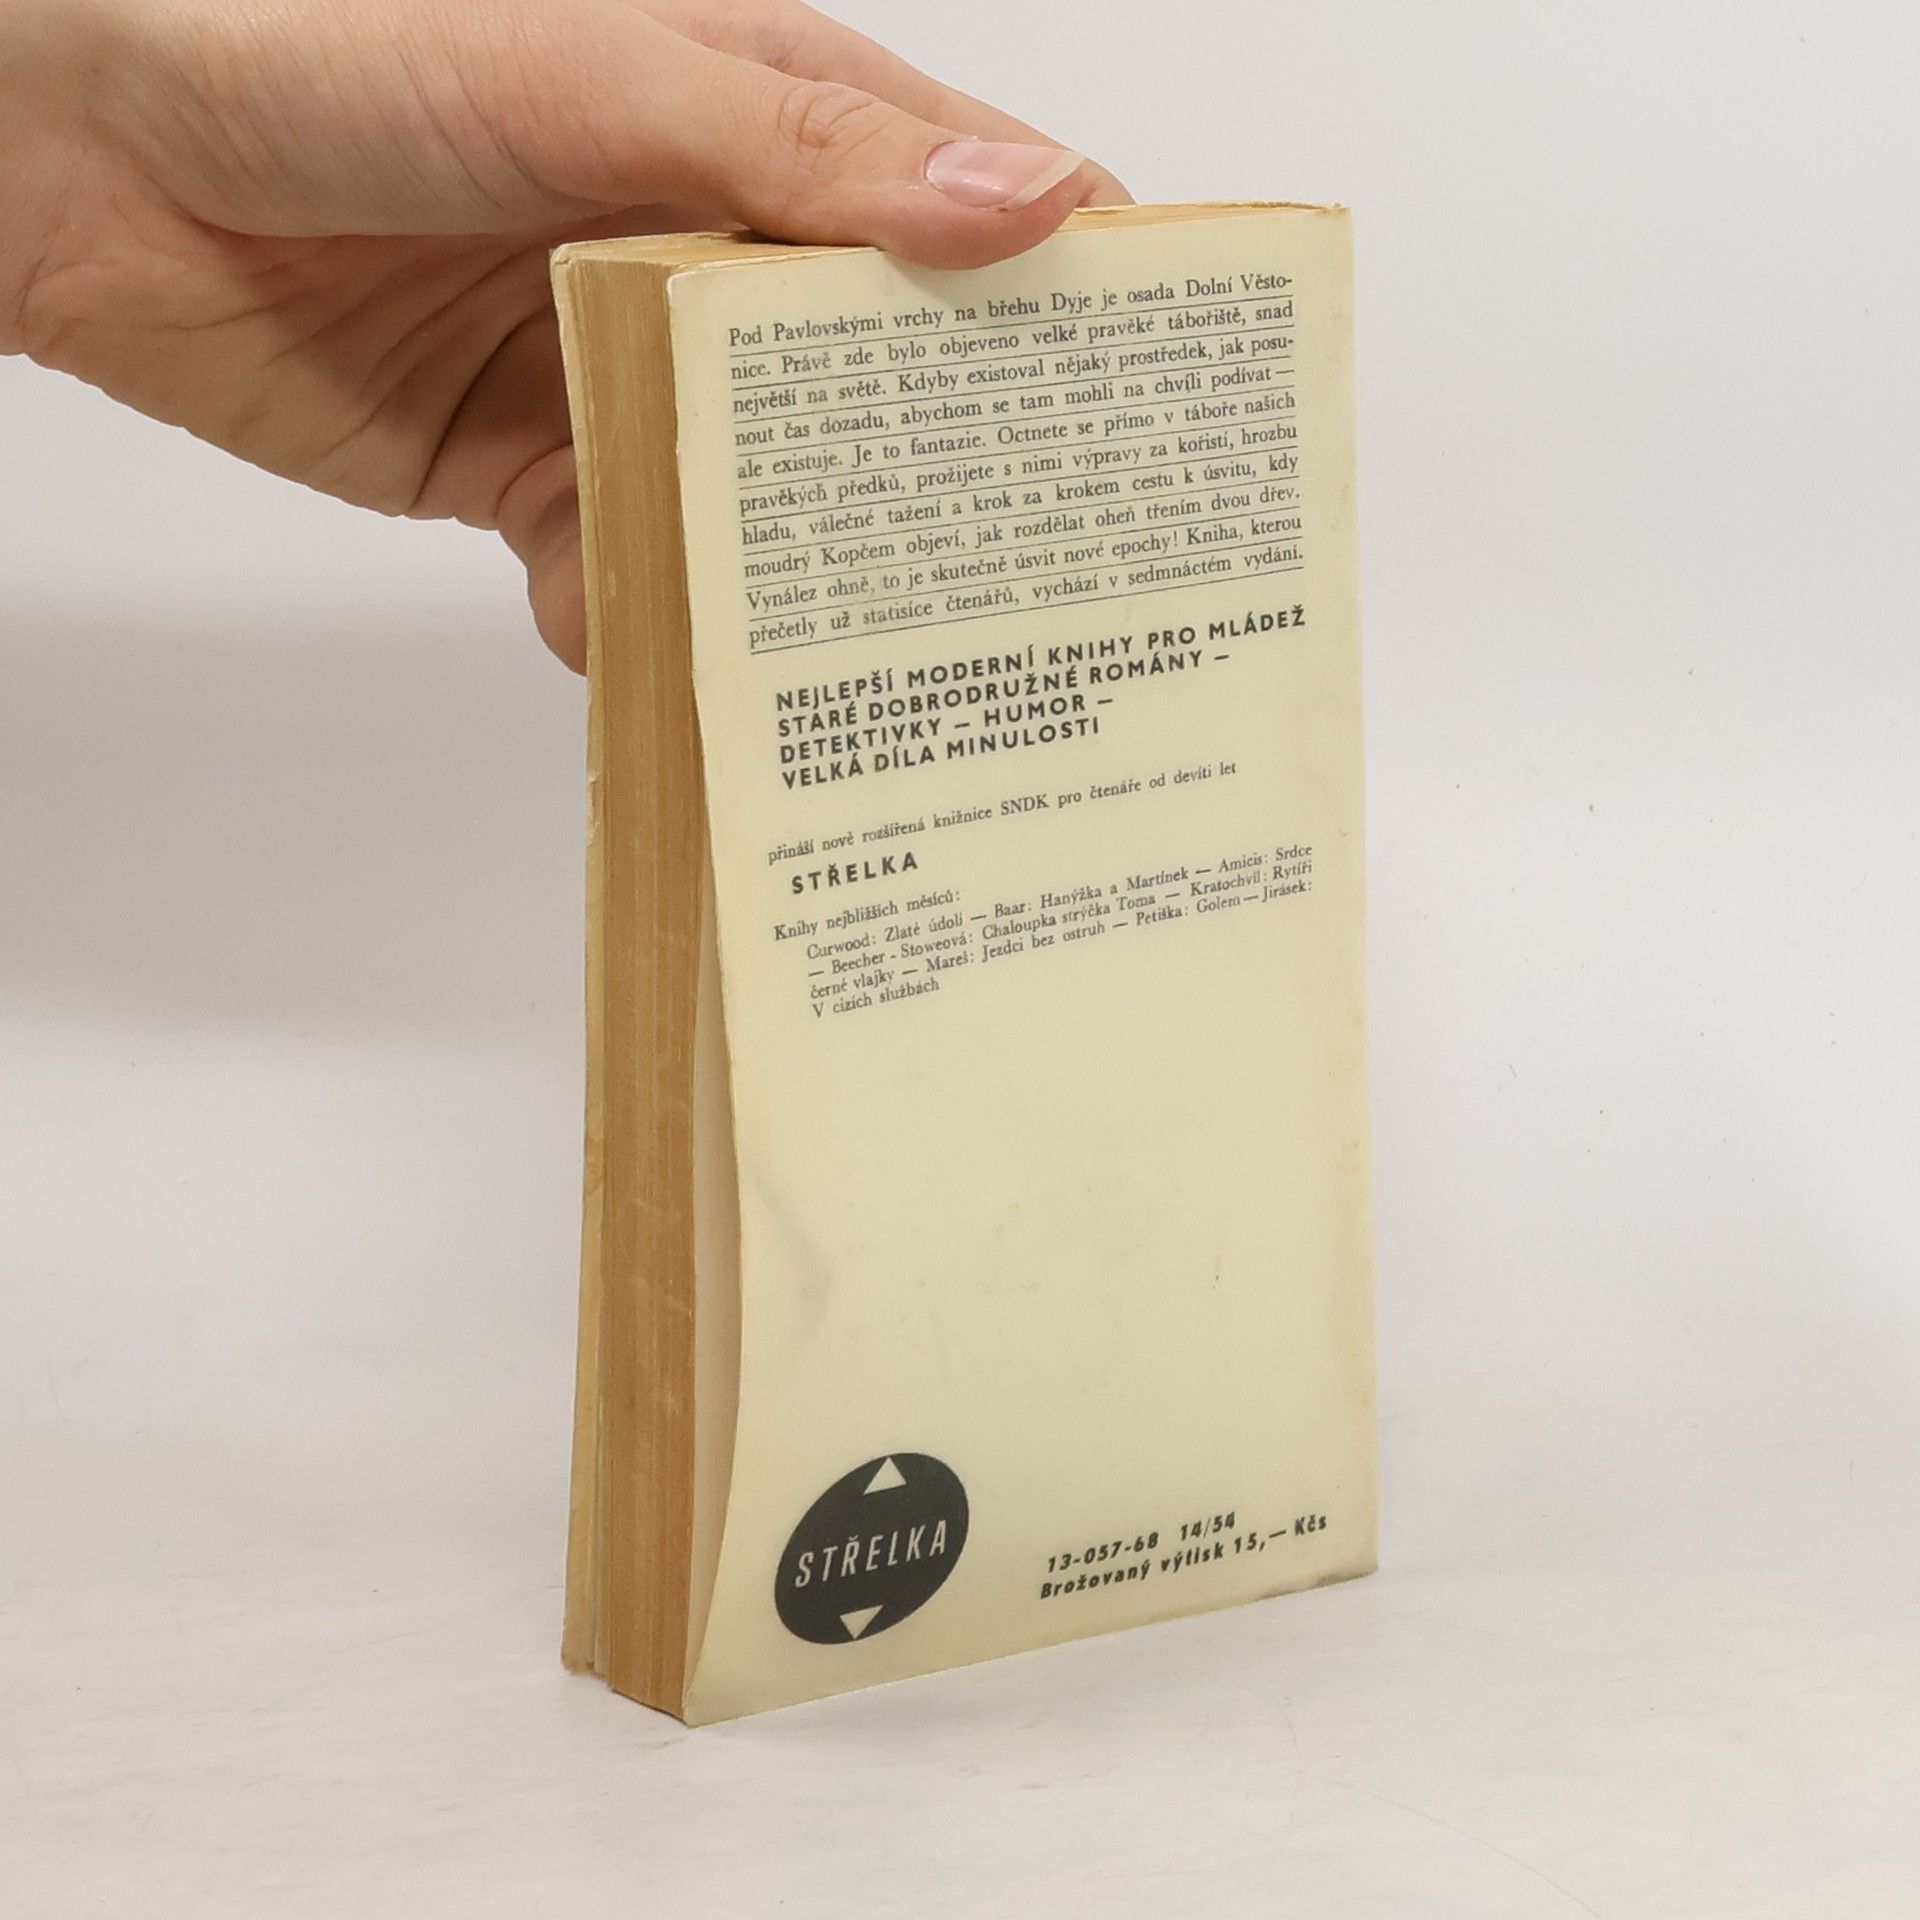 Pod Pavlovskými vrchy na břehu Dyje je osada Dolní Věsto-
nice. Právě zde bylo objeveno velké pravěké tábořiště, snad
největší na světě. Kdyby existoval nějaký prostředek, jak posu-
nout čas dozadu, abychom se tam mohli na chvíli podívat —
ale existuje. Je to fantazie. Octnete se přímo v táboře našich
pravěkých předků, prožijete s nimi výpravy za kořistí, hrozbu
hladu, válečné tažení a krok za krokem cestu k úsvitu, kdy
moudrý Kopčem objeví, jak rozdělat oheň třením dvou dřev.
Vynález ohně, to je skutečně úsvit nové epochy! Kniha, kterou
přečetly už statisíce čtenářů, vychází v sedmnáctém vydání.
NEJLEPŠÍ MODERNÍ KNIHY PRO MLÁDEŽ
STARÉ DOBRODRUŽNÉ ROMÁNY –
DETEKTIVKY – HUMOR –
VELKÁ DÍLA MINULOSTI
přináší nově rozšířená knižnice SNDK pro čtenáře od devíti let
STŘELKA
Knihy nejbližších měsíců:
Curwood: Zlaté údolí — Baar: Hanýžka a Martínek — Amicis: Srdce
— Beecher - Stoweová: Chaloupka strýčka Toma — Kratochvíl: Rytíři
černé vlajky — Mareš: Jezdci bez ostruh — Petiška: Golem — Jirásek:
V cizích službách
STŘELKA
13-057-68 14/54
Brožovaný výtisk 15,— Kčs